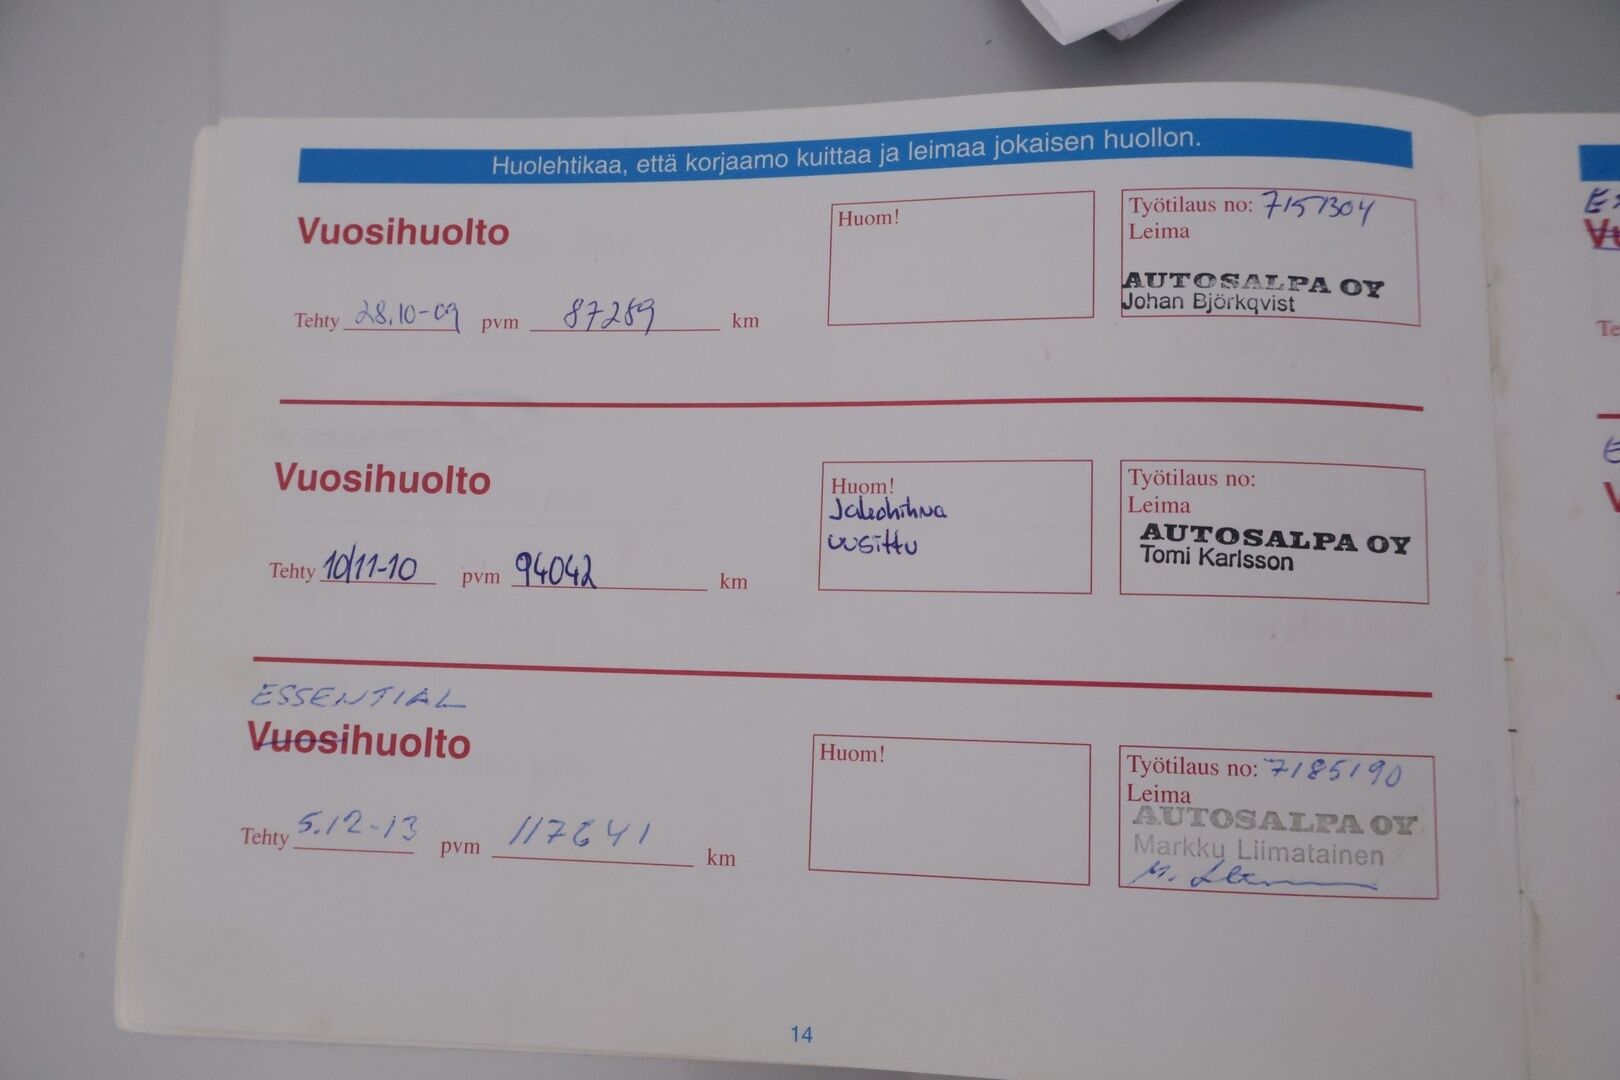 Huolehtikaa, että korjaamo kuittaa ja leimaa jokaisen huollon.
Vuosihuolto
Tehty 28.10-09 pvm 87289 km
Huom!
Työtilaus no: 7151304
Leima
AUTOSALPA OY
Johan Björkqvist
Vuosihuolto
Tehty 10/11-10 pvm 94042 km
Huom!
Jakohihna
uusittu
Työtilaus no:
Leima
AUTOSALPA OY
Tomi Karlsson
ESSENTIAL
Vuosihuolto
Tehty 5.12-13 pvm 117641 km
Huom!
Työtilaus no: 7185190
Leima
AUTOSALPA OY
Markku Liimatainen
14